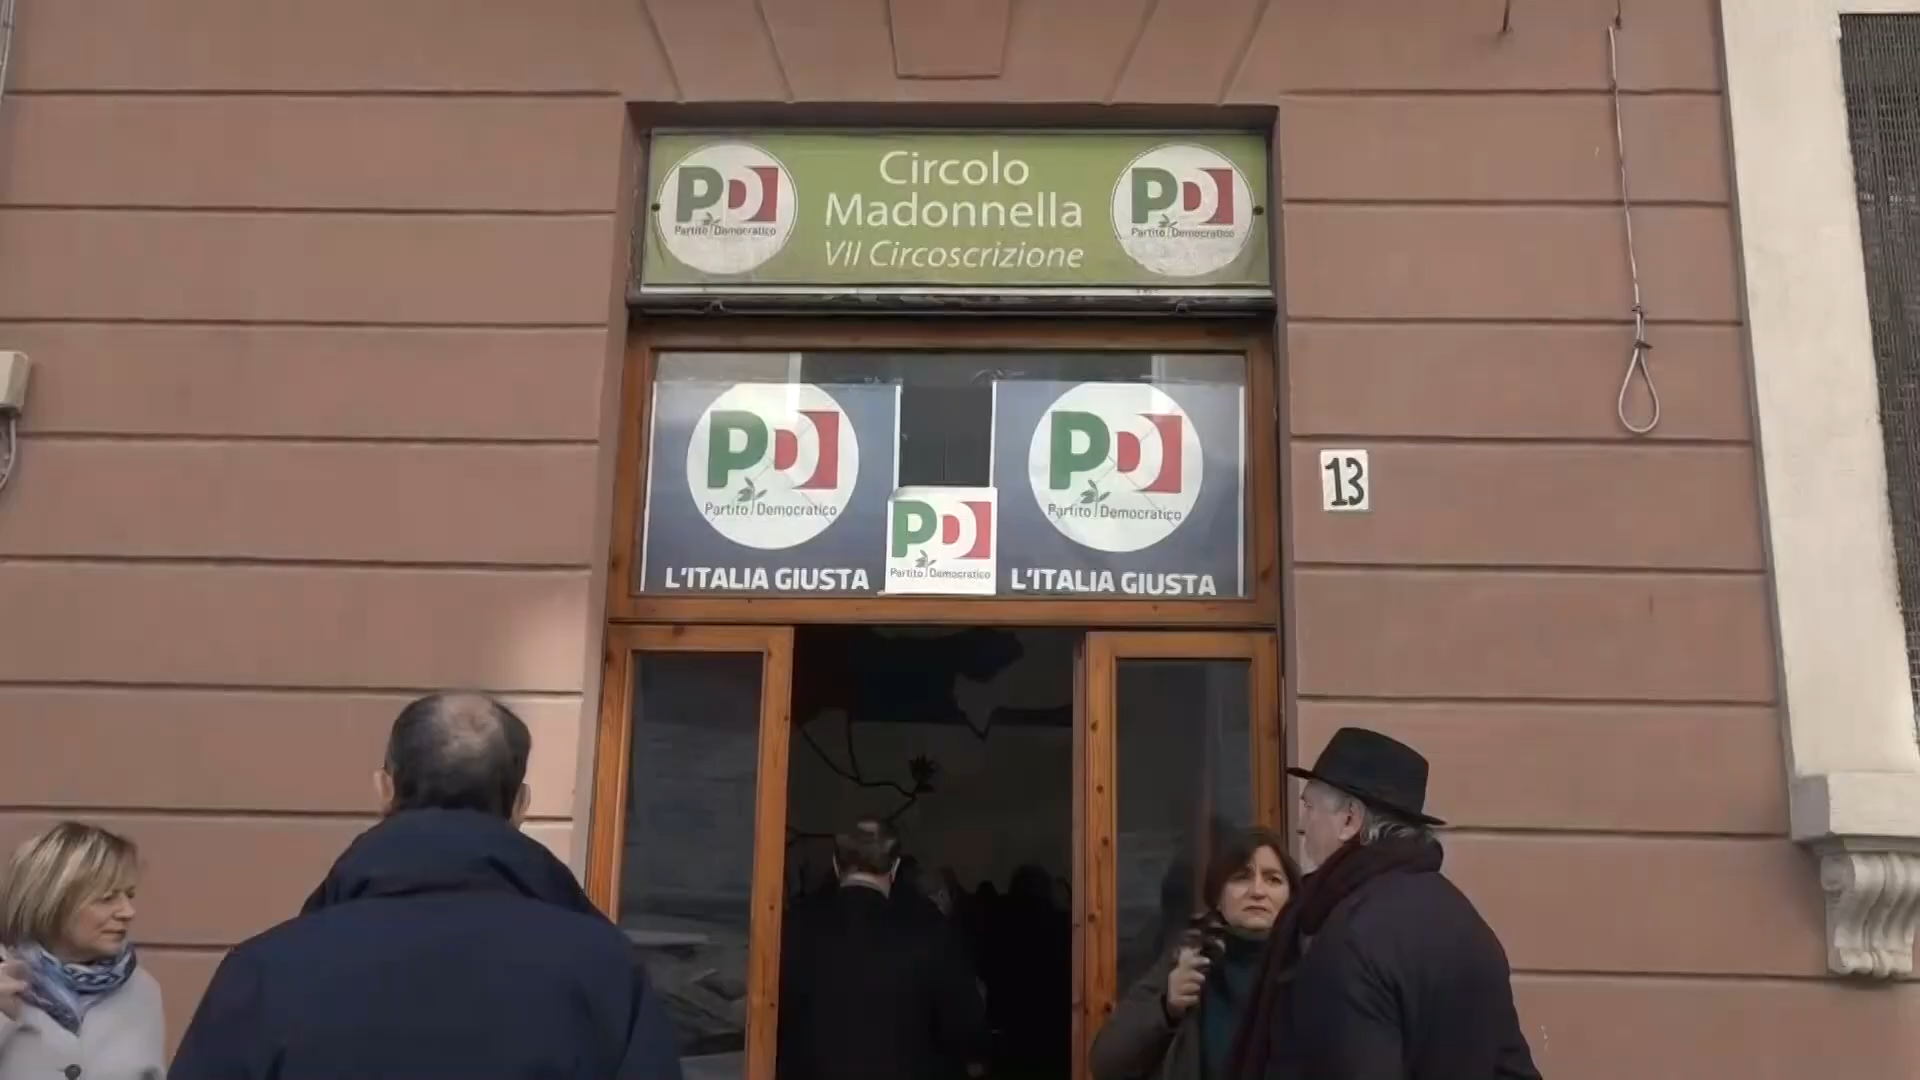 PD
Partito Democratico
Circolo
Madonnella
VII Circoscrizione
PD
Partito Democratico
PD
Partito Democratico
L'ITALIA GIUSTA
PD
Partito Democratico
PD
Partito Democratico
L'ITALIA GIUSTA
13